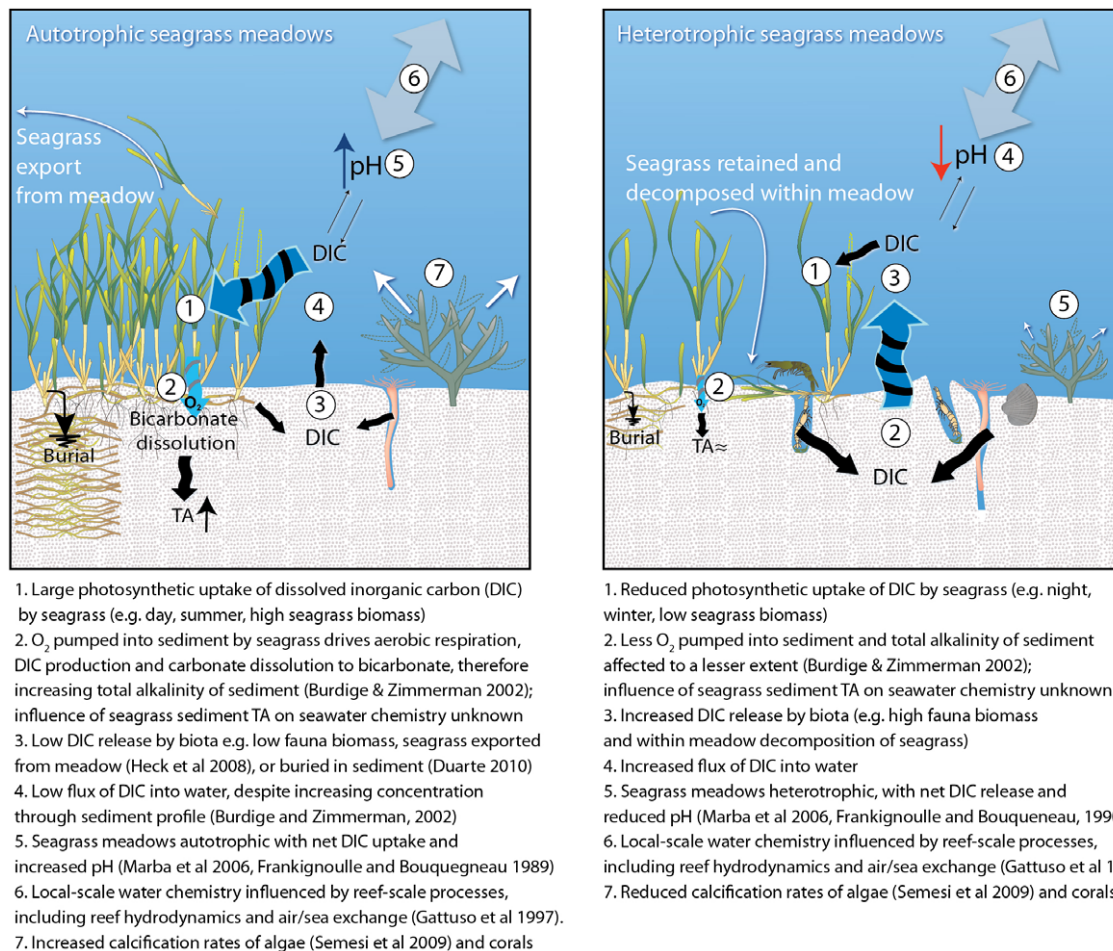 Autotrophic seagrass meadows
6
Seagrass
export
from meadow
pH
5
DIC
7
1
4
2
O2
Bicarbonate
dissolution
3
DIC
Burial
TA
1. Large photosynthetic uptake of dissolved inorganic carbon (DIC)
by seagrass (e.g. day, summer, high seagrass biomass)
2. O2 pumped into sediment by seagrass drives aerobic respiration,
DIC production and carbonate dissolution to bicarbonate, therefore
increasing total alkalinity of sediment (Burdige & Zimmerman 2002);
influence of seagrass sediment TA on seawater chemistry unknown
3. Low DIC release by biota e.g. low fauna biomass, seagrass exported
from meadow (Heck et al 2008), or buried in sediment (Duarte 2010)
4. Low flux of DIC into water, despite increasing concentration
through sediment profile (Burdige and Zimmerman, 2002)
5. Seagrass meadows autotrophic with net DIC uptake and
increased pH (Marba et al 2006, Frankignoulle and Bouquegneau 1989)
6. Local-scale water chemistry influenced by reef-scale processes,
including reef hydrodynamics and air/sea exchange (Gattuso et al 1997).
7. Increased calcification rates of algae (Semesi et al 2009) and corals
Heterotrophic seagrass meadows
6
pH
4
Seagrass retained and
decomposed within meadow
DIC
1
3
5
2
O2
Burial
TA≈
2
DIC
1. Reduced photosynthetic uptake of DIC by seagrass (e.g. night,
winter, low seagrass biomass)
2. Less O2 pumped into sediment and total alkalinity of sediment
affected to a lesser extent (Burdige & Zimmerman 2002);
influence of seagrass sediment TA on seawater chemistry unknown
3. Increased DIC release by biota (e.g. high fauna biomass
and within meadow decomposition of seagrass)
4. Increased flux of DIC into water
5. Seagrass meadows heterotrophic, with net DIC release and
reduced pH (Marba et al 2006, Frankignoulle and Bouqueneau, 199
6. Local-scale water chemistry influenced by reef-scale processes,
including reef hydrodynamics and air/sea exchange (Gattuso et al 1
7. Reduced calcification rates of algae (Semesi et al 2009) and corals